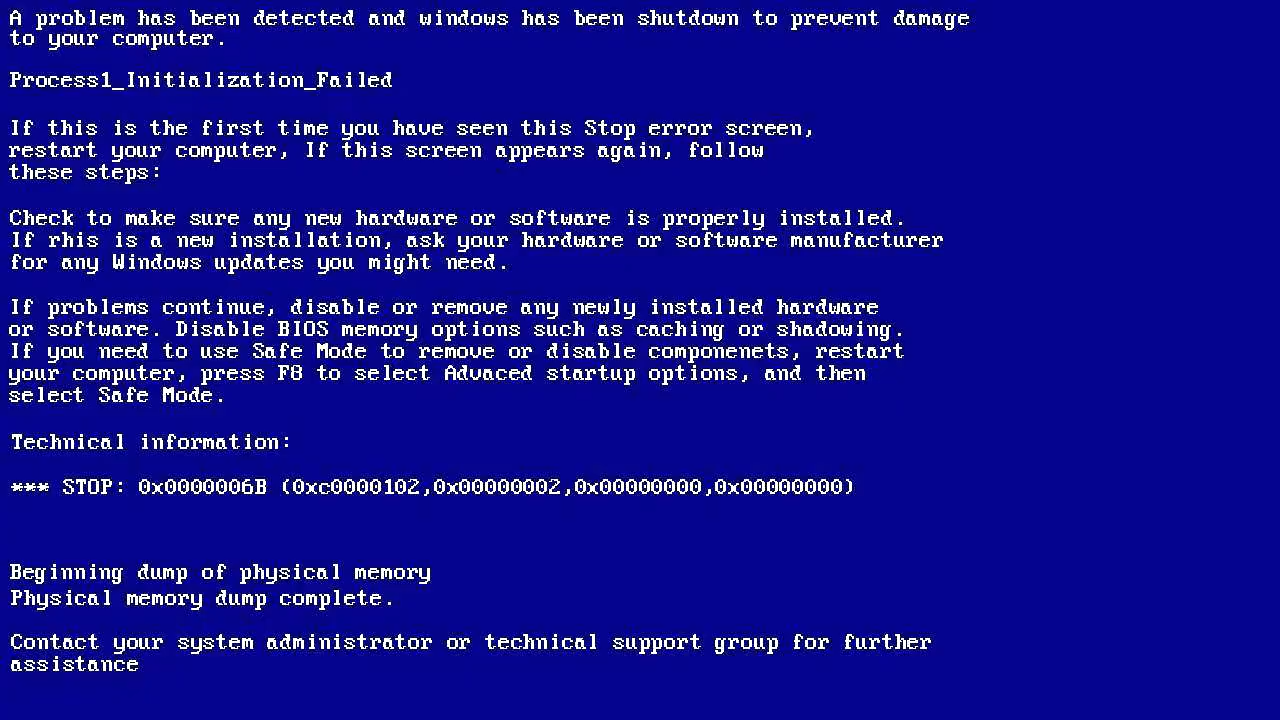 A problem has been detected and windows has been shutdown to prevent damage
to your computer.
Process1_Initialization_Failed
If this is the first time you have seen this Stop error screen,
restart your computer, If this screen appears again, follow
these steps:
Check to make sure any new hardware or software is properly installed.
If rhis is a new installation, ask your hardware or software manufacturer
for any Windows updates you might need.
If problems continue, disable or remove any newly installed hardware
or software. Disable BIOS memory options such as caching or shadowing.
If you need to use Safe Mode to remove or disable componenets, restart
your computer, press F8 to select Advaced startup options, and then
select Safe Mode.
Technical information:
*** STOP: 0x0000006B (0xc0000102,0x00000002,0x00000000,0x00000000)
Beginning dump of physical memory
Physical memory dump complete.
Contact your system administrator or technical support group for further
assistance